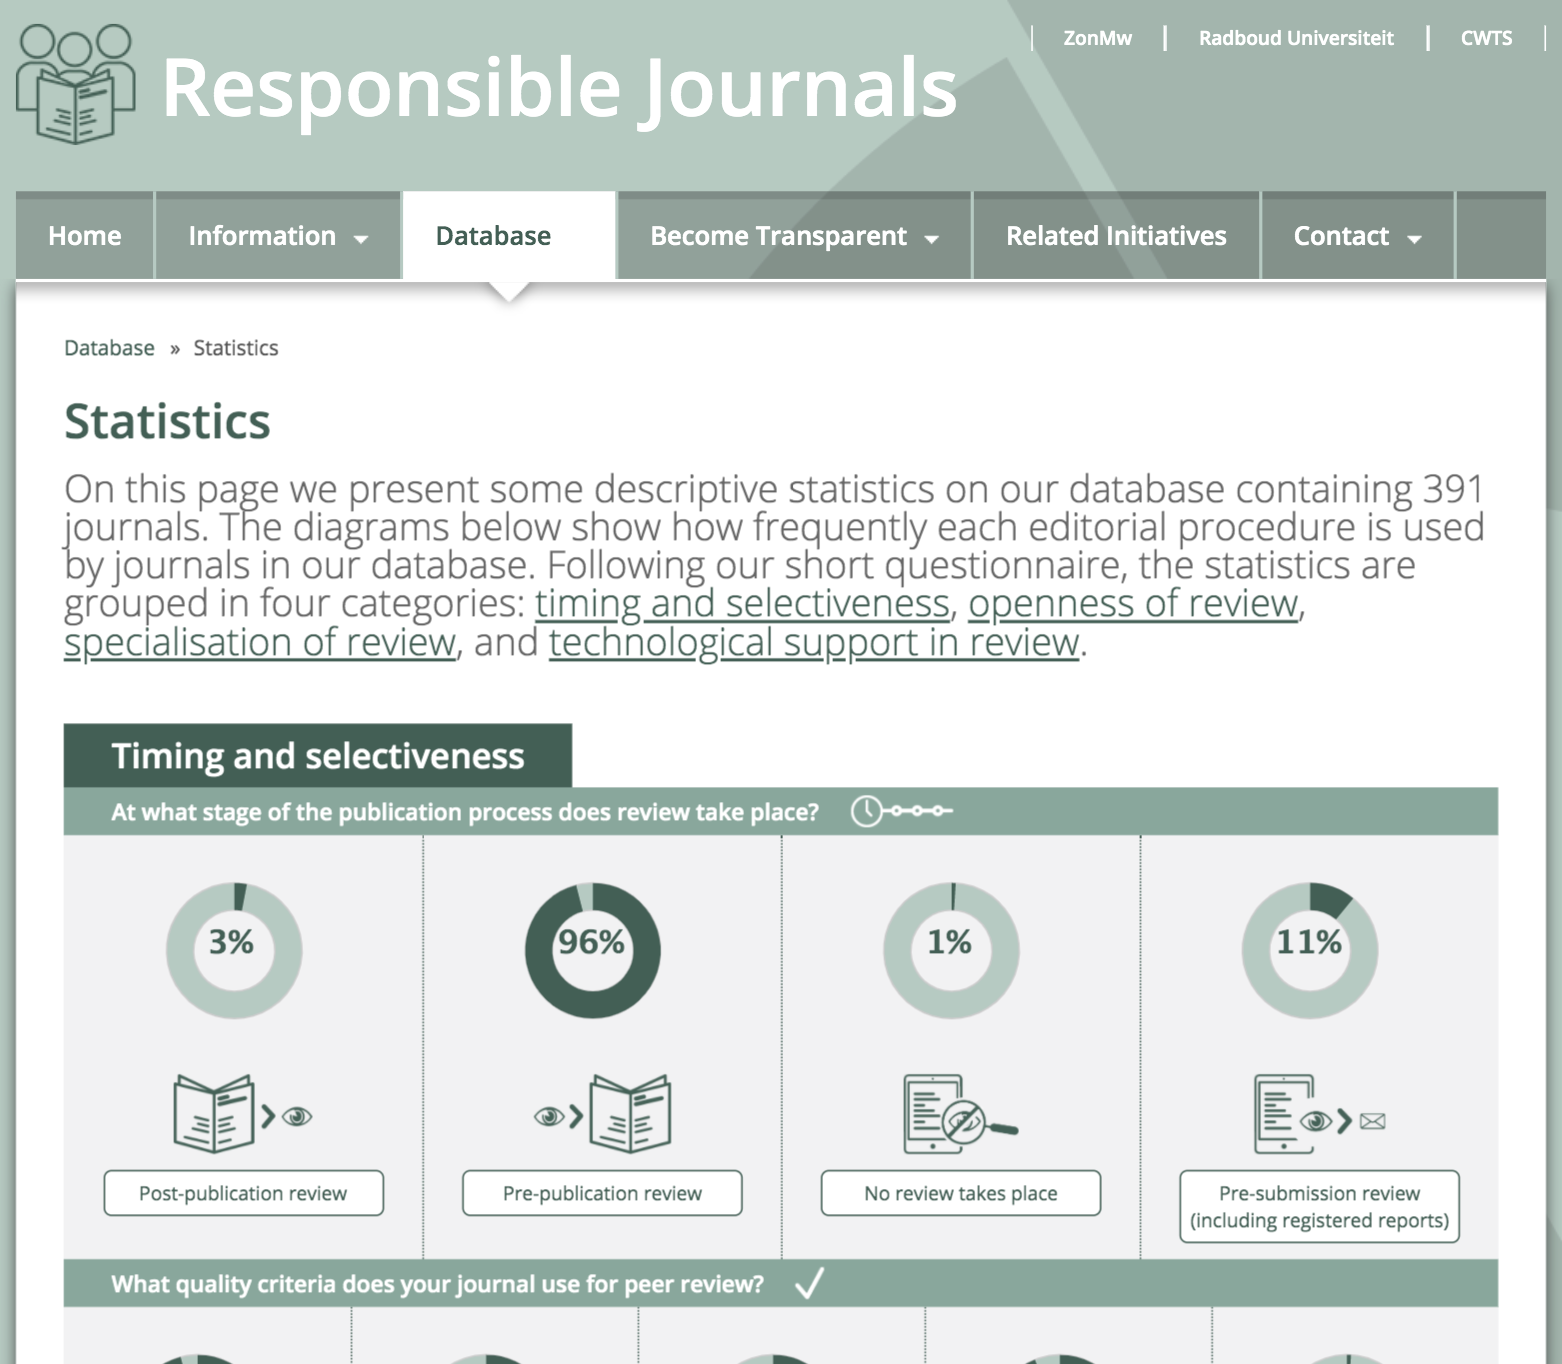 ZonMw
Radboud Universiteit
CWTS
Responsible Journals
Home
Information
Database
Become Transparent
Related Initiatives
Contact
Database » Statistics
Statistics
On this page we present some descriptive statistics on our database containing 391
journals. The diagrams below show how frequently each editorial procedure is used
by journals in our database. Following our short questionnaire, the statistics are
grouped in four categories: timing and selectiveness, openness of review,
specialisation of review, and technological support in review.
Timing and selectiveness
At what stage of the publication process does review take place?
3%
96%
1%
11%
Post-publication review
Pre-publication review
No review takes place
Pre-submission review
(including registered reports)
What quality criteria does your journal use for peer review?